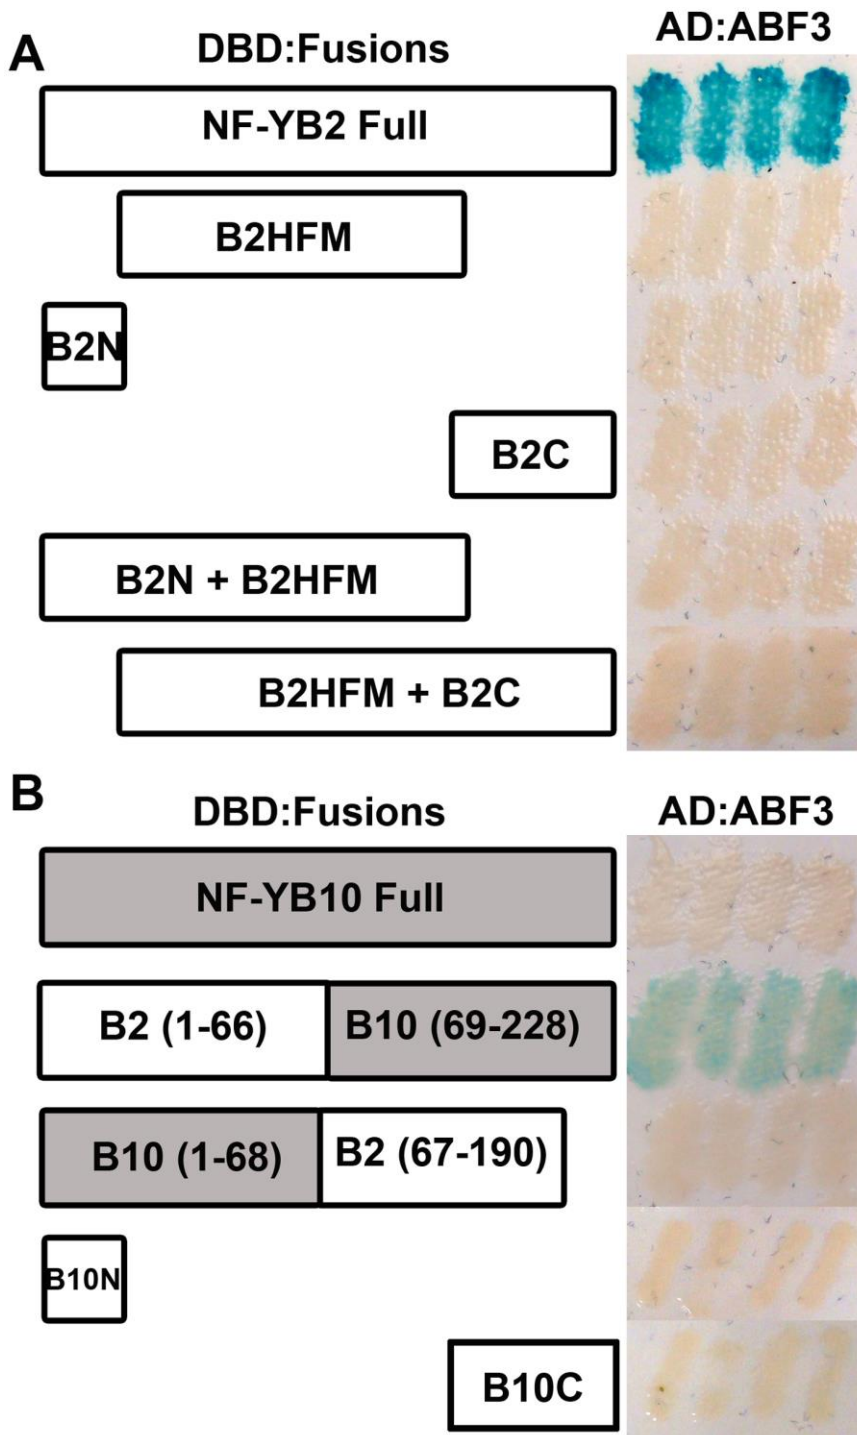 A
DBD:Fusions
AD:ABF3
NF-YB2 Full
B2HFM
B2N
B2C
B2N + B2HFM
B2HFM + B2C
B
DBD:Fusions
AD:ABF3
NF-YB10 Full
B2 (1-66)
B10 (69-228)
B10 (1-68)
B2 (67-190)
B10N
B10C